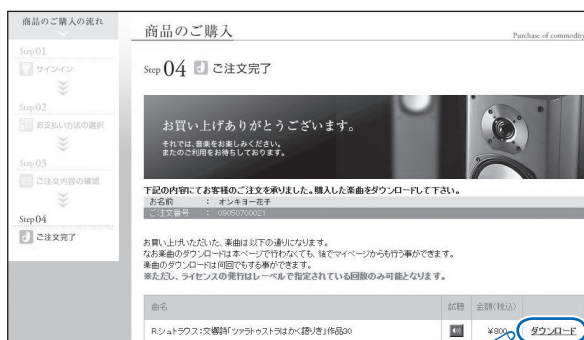 商品のご購入の流れ
Step01
サインイン
Step02
お支払い方法の選択
Step03
ご注文内容の確認
Step04
ご注文完了
商品のご購入
Purchase of commodity
Step 04 ご注文完了
お買い上げありがとうございます。
それでは、音楽をお楽しみください。
またのご利用をお待ちしております。
下記の内容にてお客様のご注文を承りました。購入した楽曲をダウンロードして下さい。
お名前 : オンキヨー花子
ご注文番号 : 09050700021
お買い上げいただいた、楽曲は以下の通りになります。
なお楽曲のダウンロードは本ページで行わなくても、後でマイページからも行う事ができます。
楽曲のダウンロードは何回でもする事ができます。
※ただし、ライセンスの発行はレーベルで指定されている回数のみ可能となります。
曲名 試聴 金額(税込)
R.シュトラウス:交響詩「ツァラトゥストラはかく語りき」作品30 ¥800 ダウンロード